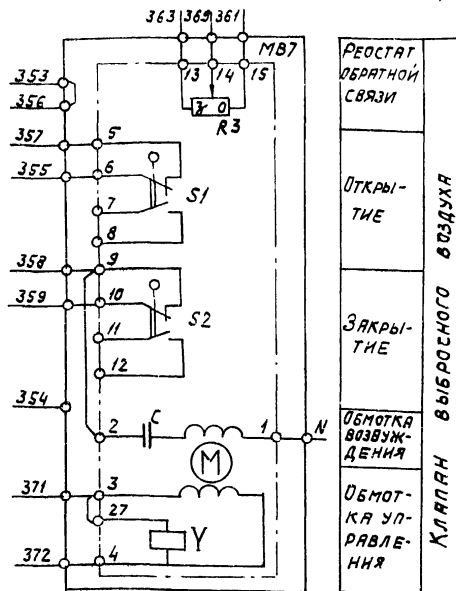 363 369 361
МВ7
13 14 15
З О
R3
353
356
357
5
355
6
S1
7
8
358
9
359
10
S2
11
12
354
2
C
1
N
M
371
3
27
Y
372
4
РЕОСТАТ
ОБРАТНОЙ
СВЯЗИ
ОТКРЫ-
ТИЕ
ЗАКРЫ-
ТИЕ
ОБМОТКА
ВОЗБУЖ-
ДЕНИЯ
ОБМОТ-
КА УП-
РАВЛЕ-
НИЯ
КЛАПАН ВЫБРОСНОГО ВОЗДУХА